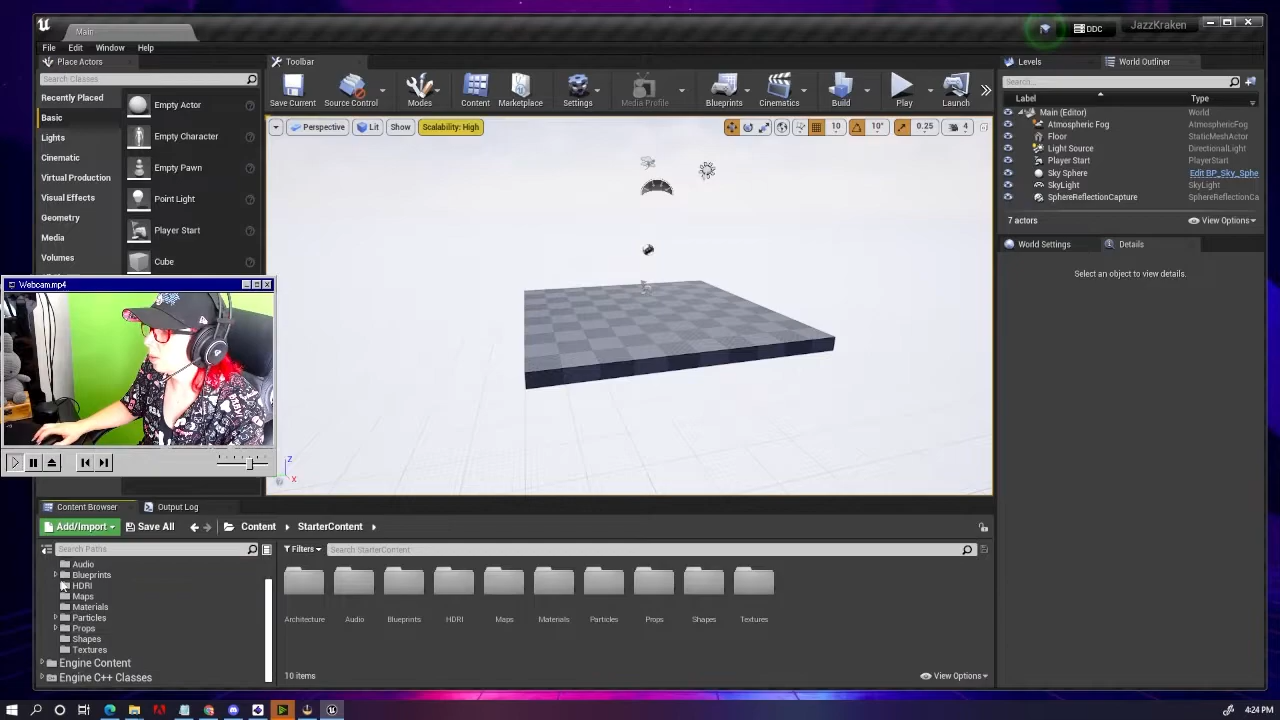 Main
DDC
JazzKraken
File Edit Window Help
Place Actors
Search Classes
Recently Placed
Basic
Lights
Cinematic
Virtual Production
Visual Effects
Geometry
Media
Volumes
Empty Actor
Empty Character
Empty Pawn
Point Light
Player Start
Cube
Webcam.mp4
Toolbar
Save Current
Source Control
Modes
Content
Marketplace
Settings
Media Profile
Blueprints
Cinematics
Build
Play
Launch
Perspective
Lit
Show
Scalability: High
10
10°
0.25
4
Z
X
Levels
World Outliner
Search...
Label Type
Main (Editor) World
Atmospheric Fog AtmosphericFog
Floor StaticMeshActor
Light Source DirectionalLight
Player Start PlayerStart
Sky Sphere Edit BP_Sky_Sphe
SkyLight SkyLight
SphereReflectionCapture SphereReflectionCa
7 actors View Options
World Settings Details
Select an object to view details.
Content Browser Output Log
Add/Import Save All Content StarterContent
Search Paths
Filters Search StarterContent
Audio
Blueprints
HDRI
Maps
Materials
Particles
Props
Shapes
Textures
Engine Content
Engine C++ Classes
Architecture Audio Blueprints HDRI Maps Materials Particles Props Shapes Textures
10 items View Options
4:24 PM